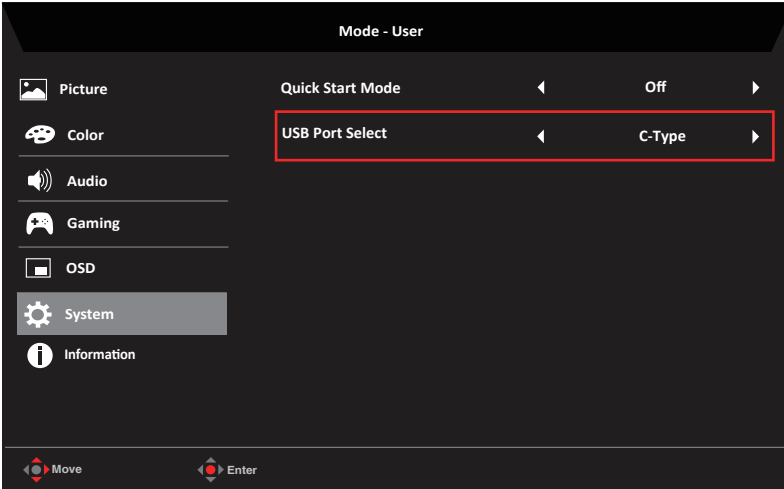 Mode - User
Picture
Quick Start Mode Off
Color
USB Port Select C-Type
Audio
Gaming
OSD
System
Information
Move Enter